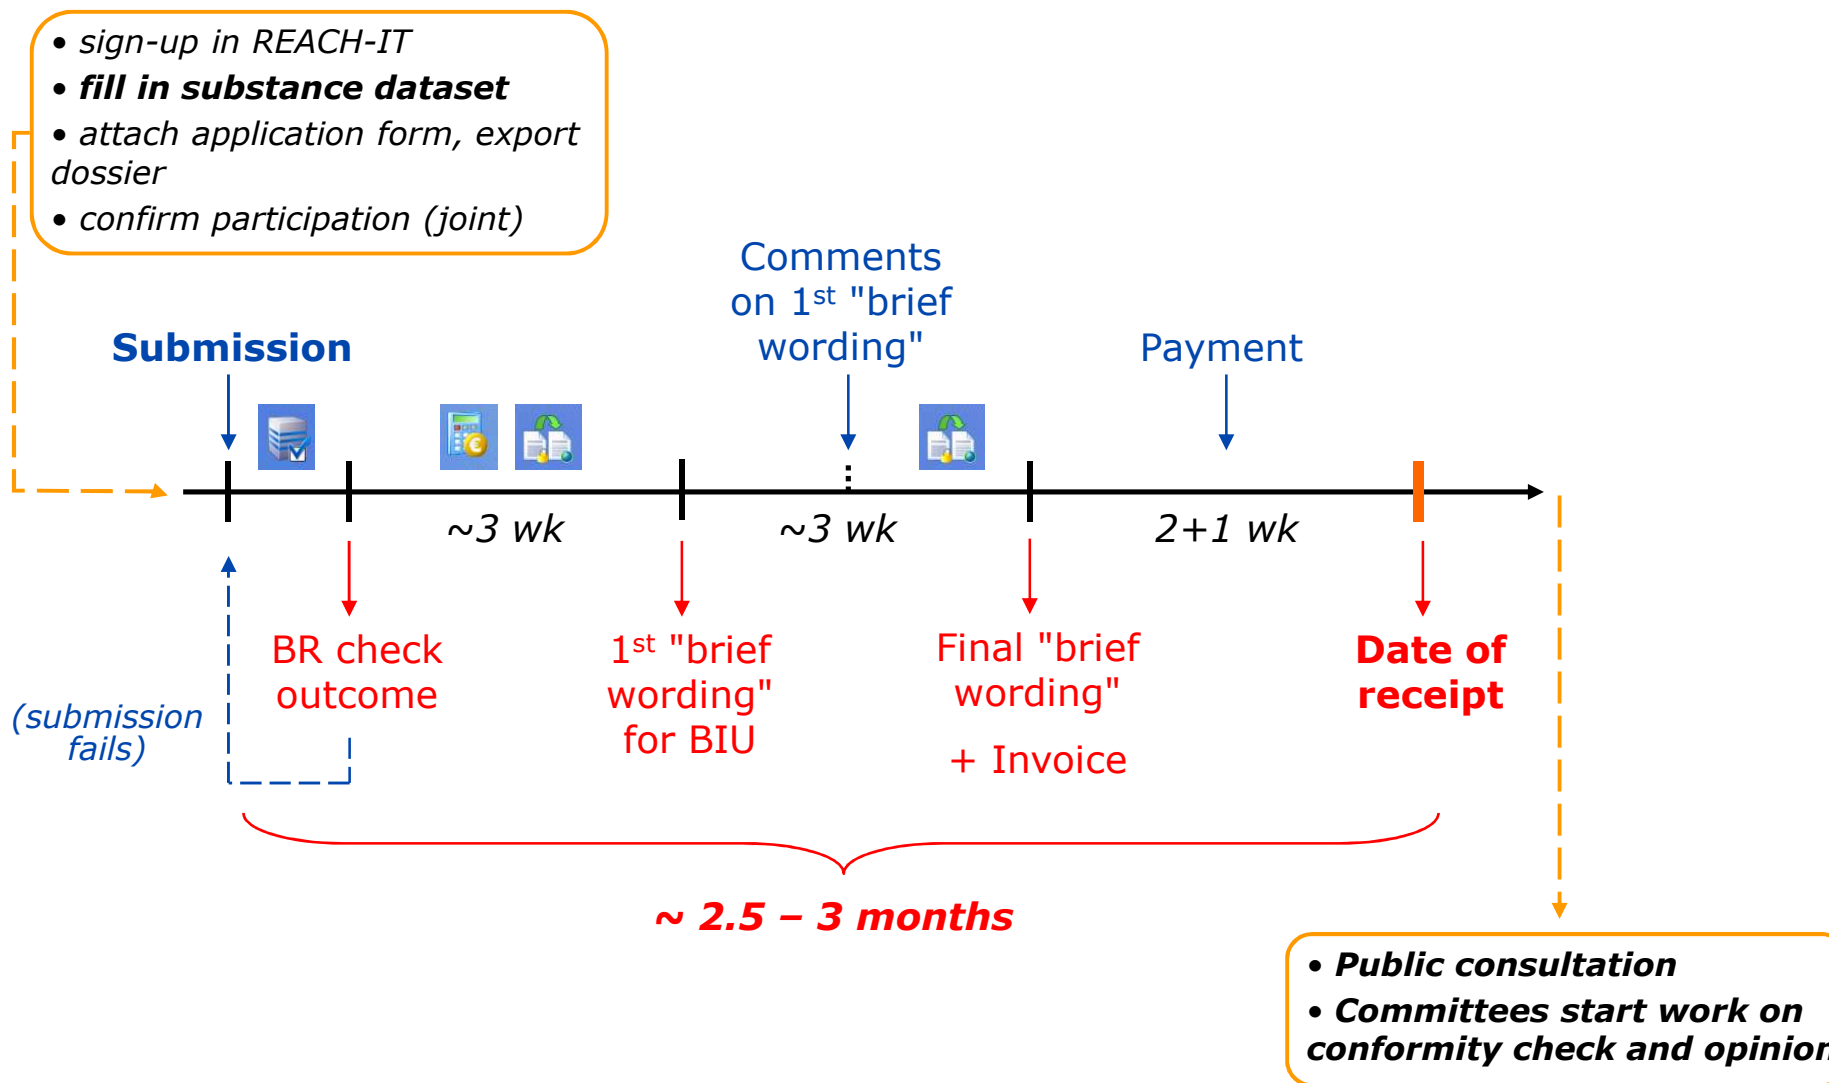 • sign-up in REACH-IT
• fill in substance dataset
• attach application form, export
dossier
• confirm participation (joint)
Comments
on 1st "brief
wording"
Submission
Payment
~3 wk
~3 wk
2+1 wk
BR check
outcome
1st "brief
wording"
for BIU
Final "brief
wording"
+ Invoice
Date of
receipt
(submission
fails)
~ 2.5 – 3 months
• Public consultation
• Committees start work on
conformity check and opinion